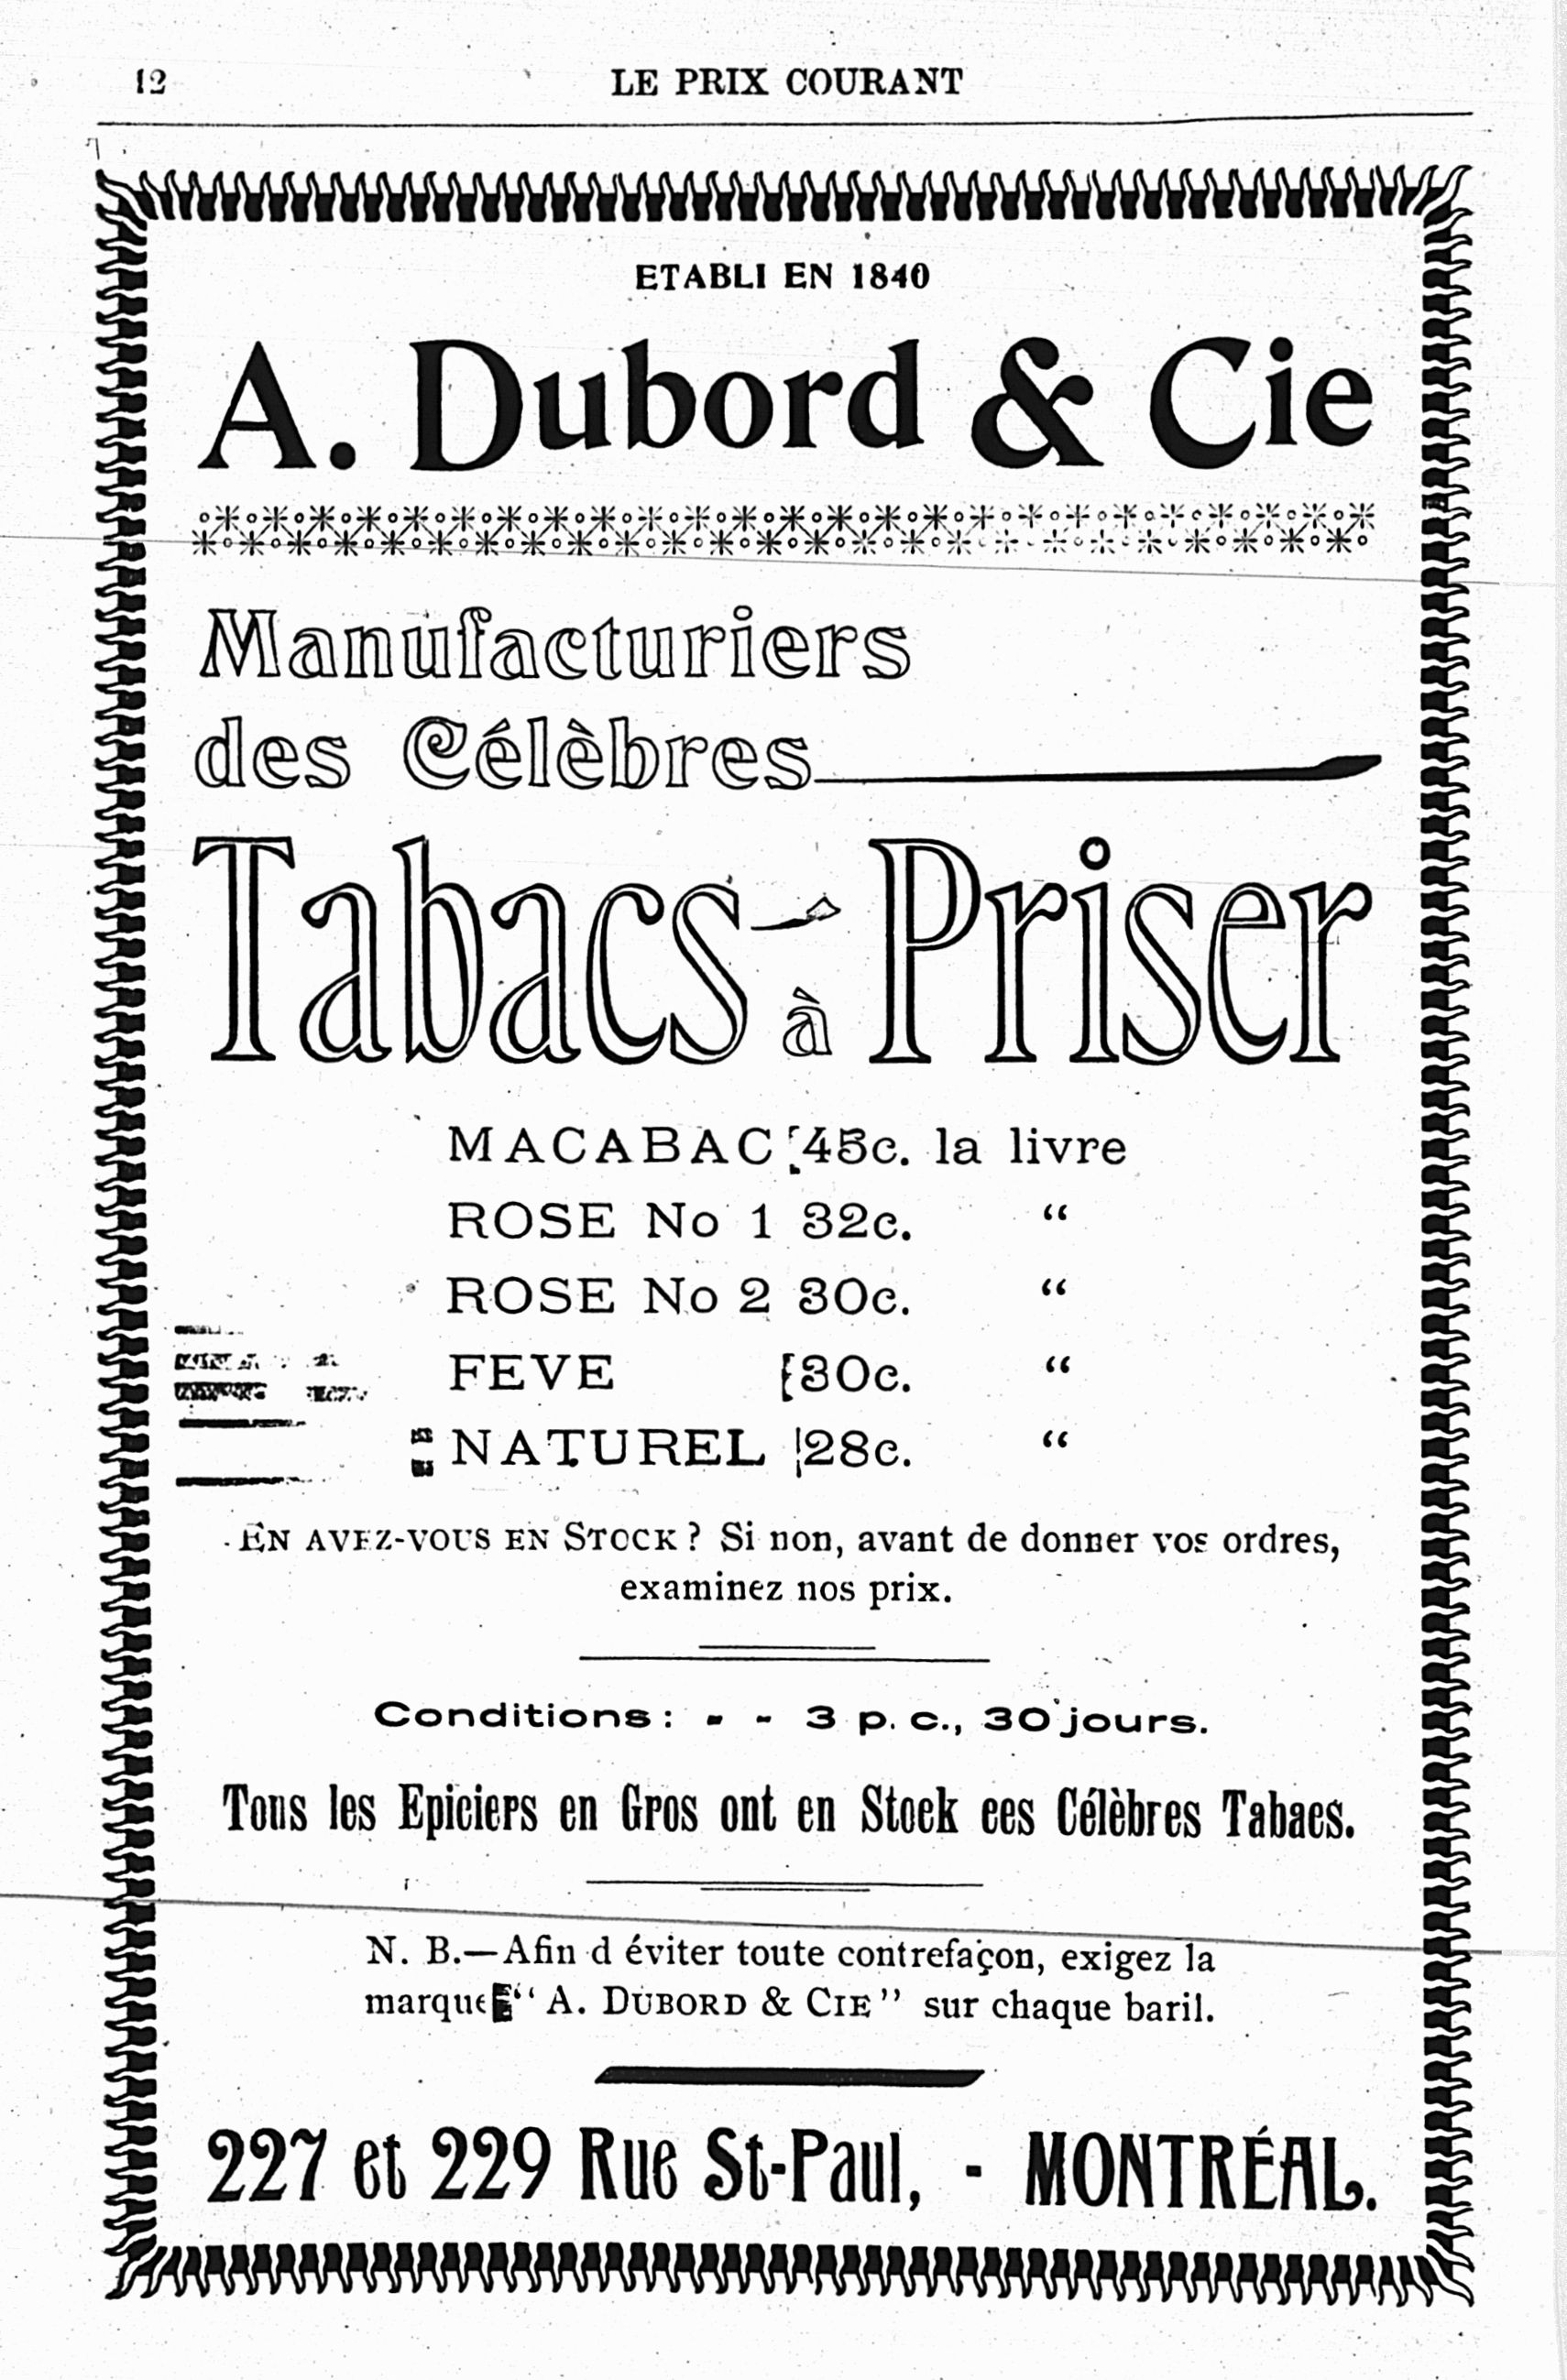 12
LE PRIX COURANT
ETABLI EN 1840
A. Dubord & Cie
Manufacturiers
des Célèbres
Tabacs à Priser
MACABAC 45c. la livre
ROSE No 1 32c. “
ROSE No 2 30c. “
FEVE 30c. “
NATUREL 28c. “
EN AVEZ-VOUS EN STOCK ? Si non, avant de donner vos ordres,
examinez nos prix.
Conditions: - - 3 p. c., 30 jours.
Tous les Epiciers en Gros ont en Stock ces Célèbres Tabacs.
N. B.—Afin d éviter toute contrefaçon, exigez la
marque “ A. DUBORD & CIE ” sur chaque baril.
227 et 229 Rue St-Paul, - MONTRÉAL.